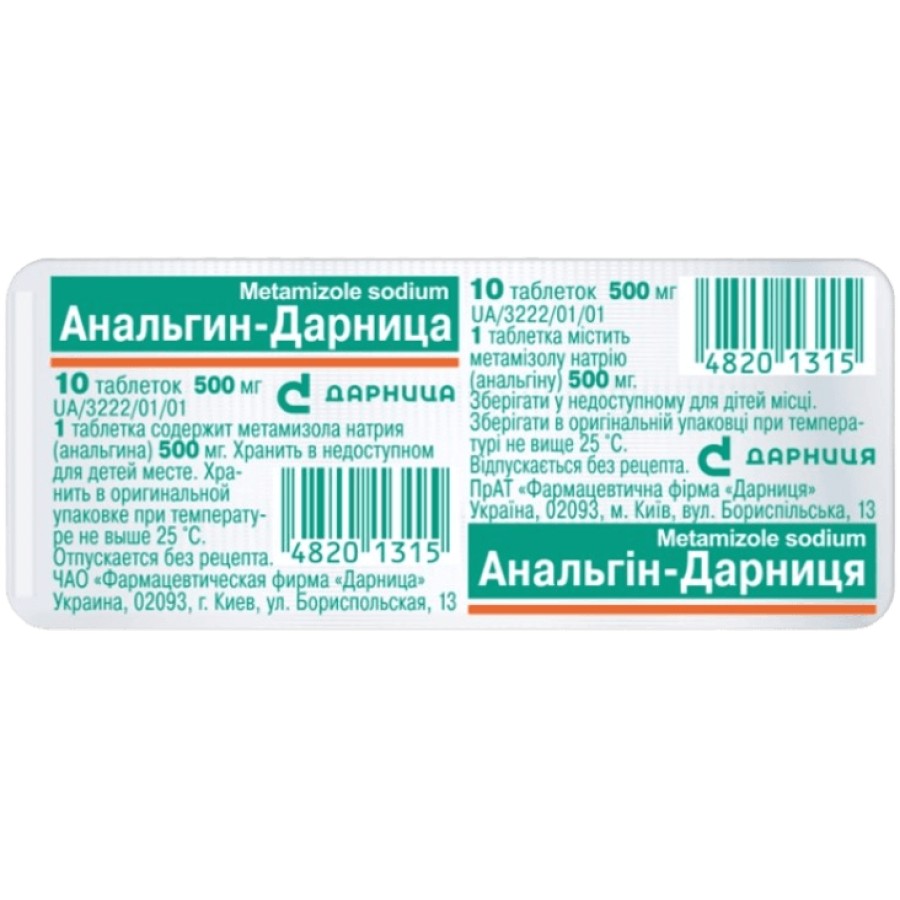 Metamizole sodium
Анальгин-Дарница
10 таблеток 500 мг
ДАРНИЦА
UA/3222/01/01
1 таблетка содержит метамизола натрия
(анальгина) 500 мг. Хранить в недоступном
для детей месте. Хра-
нить в оригинальной
упаковке при температу-
ре не выше 25 °C.
Отпускается без рецепта.
4820 1315
ЧАО «Фармацевтическая фирма «Дарница»
Украина, 02093, г. Киев, ул. Бориспольская, 13
10 таблеток 500 мг
UA/3222/01/01
1 таблетка містить
метамізолу натрію
(анальгіну) 500 мг.
4820 1315
Зберігати у недоступному для дітей місці.
Зберігати в оригінальній упаковці при темпера-
турі не вище 25 °C.
Відпускається без рецепта.
ДАРНИЦЯ
ПрАТ «Фармацевтична фірма «Дарниця»
Україна, 02093, м. Київ, вул. Бориспільська, 13
Metamizole sodium
Анальгін-Дарниця